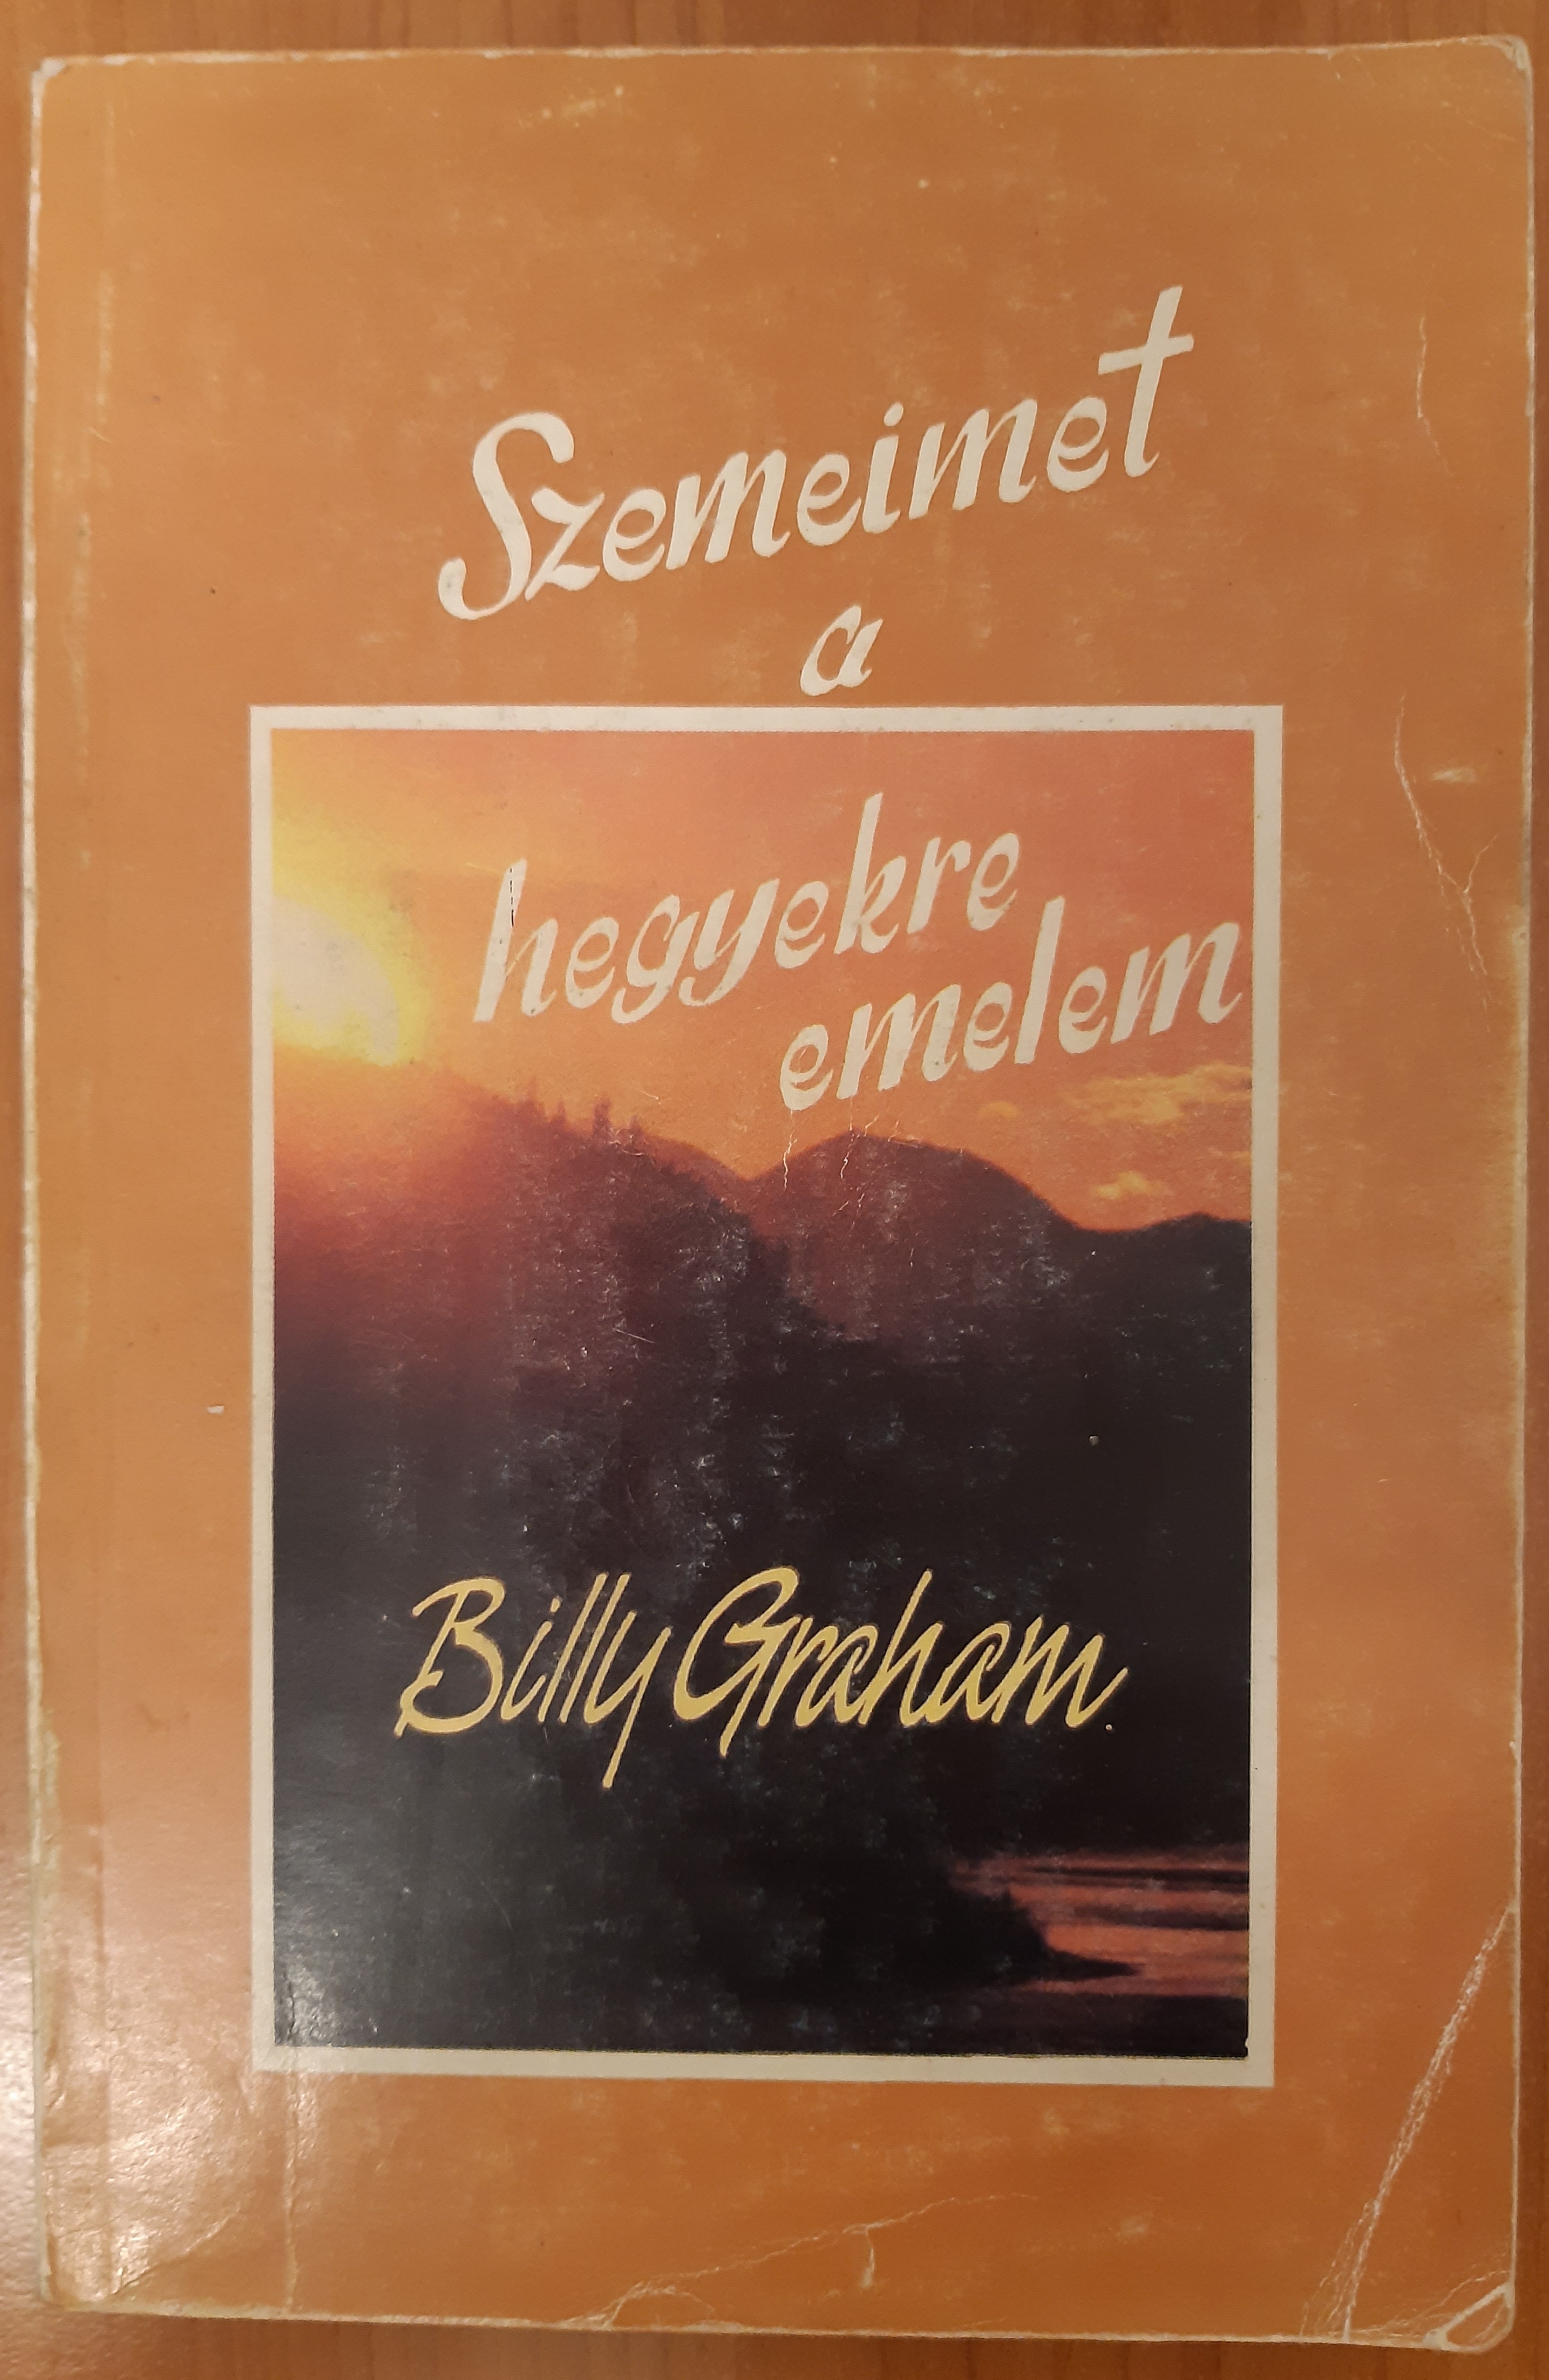 Szemeimet
a
hegyekre
emelem
Billy Graham